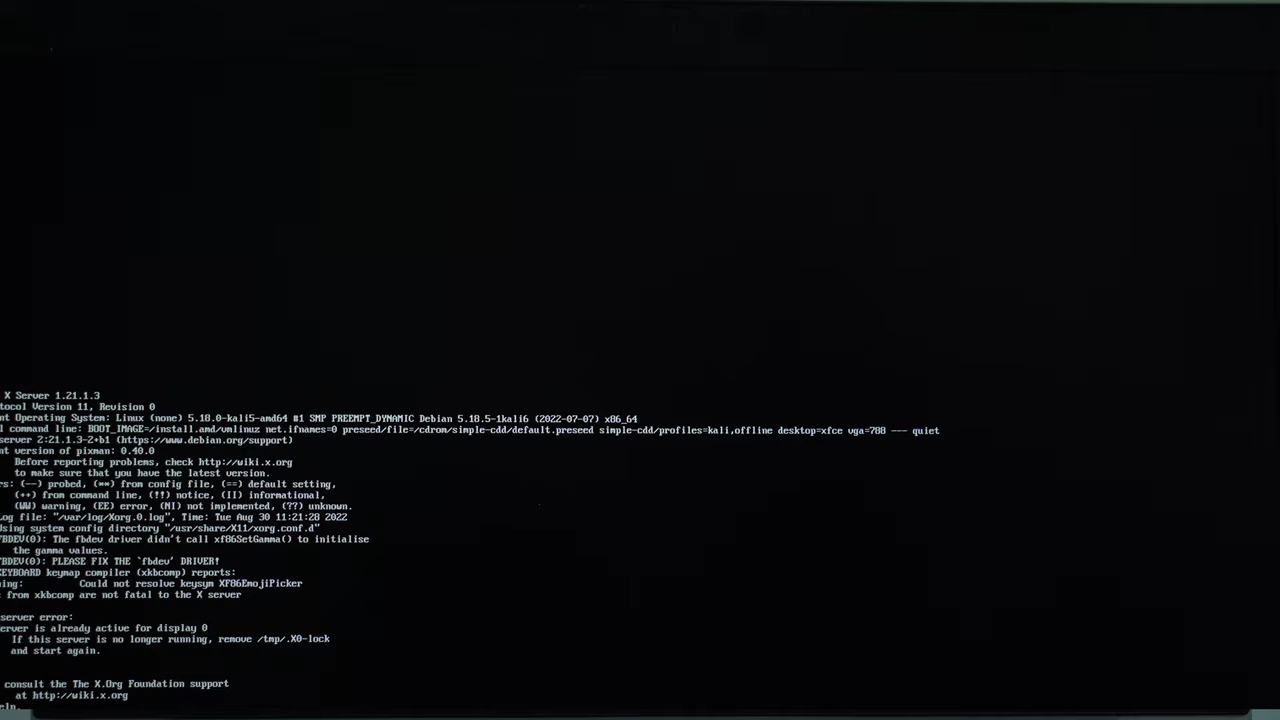 X Server 1.21.1.3
tocol Version 11, Revision 0
nt Operating System: Linux (none) 5.18.0-kali5-amd64 #1 SMP PREEMPT_DYNAMIC Debian 5.18.5-1kali6 (2022-07-07) x86_64
l command line: BOOT_IMAGE=/install.amd/vmlinuz net.ifnames=0 preseed/file=/cdrom/simple-cdd/default.preseed simple-cdd/profiles=kali,offline desktop=xfce vga=788 --- quiet
server 2:21.1.3-2+b1 (https://www.debian.org/support)
nt version of pixman: 0.40.0
Before reporting problems, check http://wiki.x.org
to make sure that you have the latest version.
rs: (--) probed, (**) from config file, (==) default setting,
(++) from command line, (!!) notice, (II) informational,
(WW) warning, (EE) error, (NI) not implemented, (??) unknown.
Log file: "/var/log/Xorg.0.log", Time: Tue Aug 30 11:21:28 2022
Using system config directory "/usr/share/X11/xorg.conf.d"
FBDEV(0): The fbdev driver didn't call xf86SetGamma() to initialise
the gamma values.
FBDEV(0): PLEASE FIX THE `fbdev' DRIVER!
KEYBOARD keymap compiler (xkbcomp) reports:
ning: Could not resolve keysym XF86EmojiPicker
s from xkbcomp are not fatal to the X server
server error:
erver is already active for display 0
If this server is no longer running, remove /tmp/.X0-lock
and start again.
consult the The X.Org Foundation support
at http://wiki.x.org
elp.